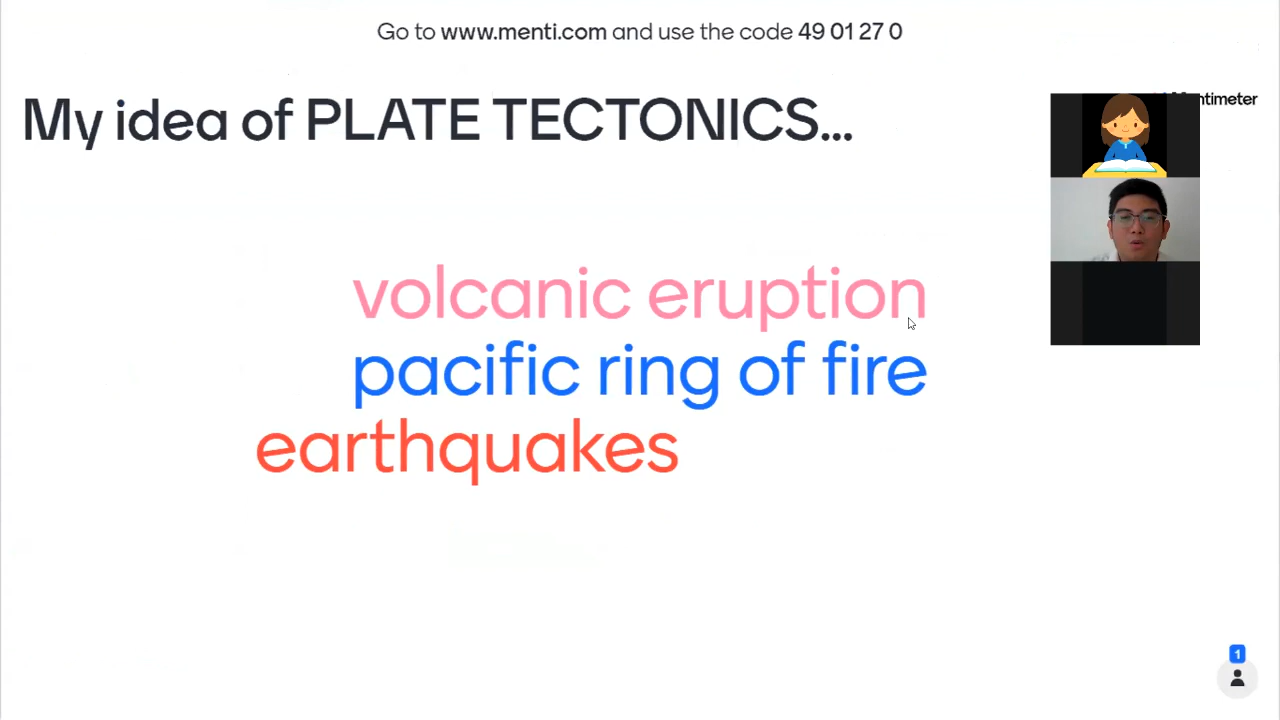 Go to www.menti.com and use the code 49 01 27 0
My idea of PLATE TECTONICS...
ntimeter
volcanic eruption
pacific ring of fire
earthquakes
1